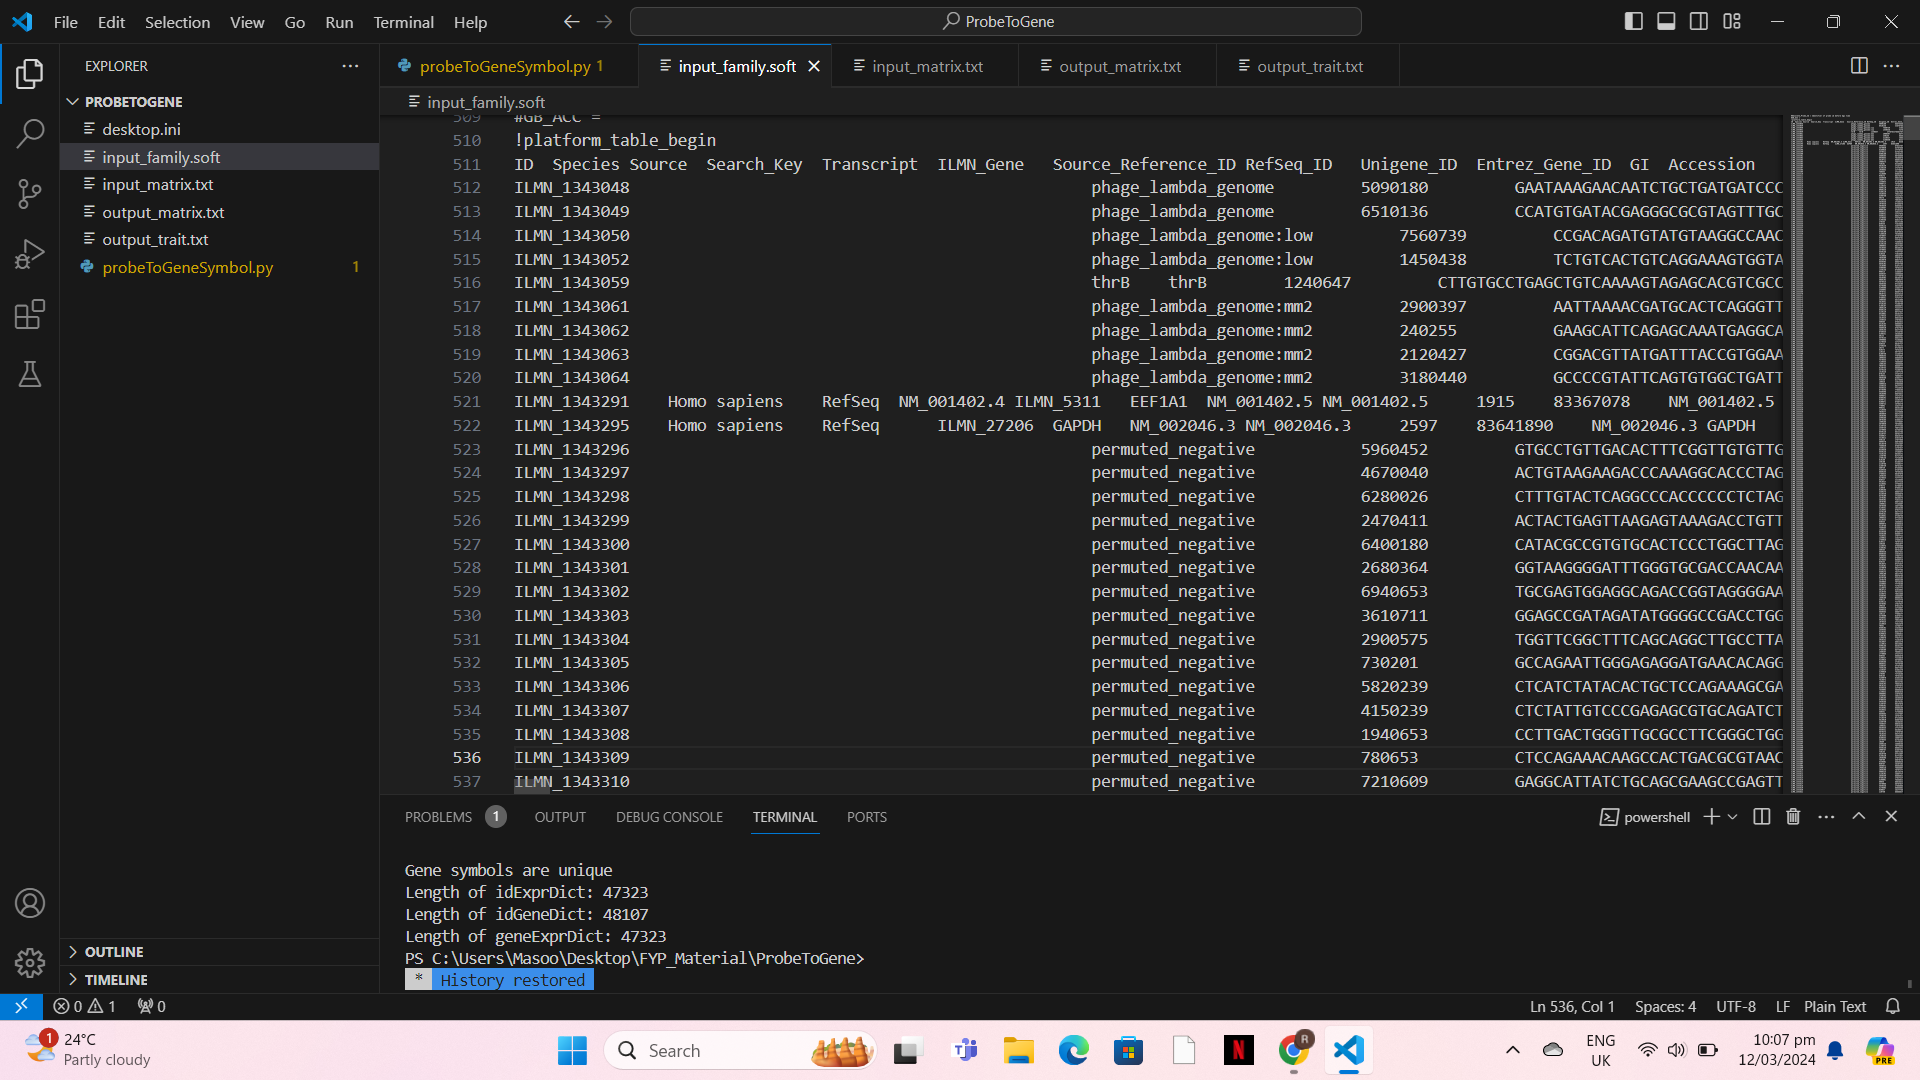 File Edit Selection View Go Run Terminal Help
ProbeToGene
EXPLORER
PROBETOGENE
desktop.ini
input_family.soft
input_matrix.txt
output_matrix.txt
output_trait.txt
probeToGeneSymbol.py 1
OUTLINE
TIMELINE
probeToGeneSymbol.py 1 input_family.soft input_matrix.txt output_matrix.txt output_trait.txt
input_family.soft
509 #GB_ACC =
510 !platform_table_begin
511 ID Species Source Search_Key Transcript ILMN_Gene Source_Reference_ID RefSeq_ID Unigene_ID Entrez_Gene_ID GI Accession
512 ILMN_1343048 phage_lambda_genome 5090180 GAATAAAGAACAATCTGCTGATGATCCC
513 ILMN_1343049 phage_lambda_genome 6510136 CCATGTGATACGAGGGCGCGTAGTTTGC
514 ILMN_1343050 phage_lambda_genome:low 7560739 CCGACAGATGTATGTAAGGCCAAC
515 ILMN_1343052 phage_lambda_genome:low 1450438 TCTGTCACTGTCAGGAAAGTGGTA
516 ILMN_1343059 thrB thrB 1240647 CTTGTGCCTGAGCTGTCAAAAGTAGAGCACGTCGCC
517 ILMN_1343061 phage_lambda_genome:mm2 2900397 AATTAAAACGATGCACTCAGGGTT
518 ILMN_1343062 phage_lambda_genome:mm2 240255 GAAGCATTCAGAGCAAATGAGGCA
519 ILMN_1343063 phage_lambda_genome:mm2 2120427 CGGACGTTATGATTTACCGTGGAA
520 ILMN_1343064 phage_lambda_genome:mm2 3180440 GCCCCGTATTCAGTGTGGCTGATT
521 ILMN_1343291 Homo sapiens RefSeq NM_001402.4 ILMN_5311 EEF1A1 NM_001402.5 NM_001402.5 1915 83367078 NM_001402.5
522 ILMN_1343295 Homo sapiens RefSeq ILMN_27206 GAPDH NM_002046.3 NM_002046.3 2597 83641890 NM_002046.3 GAPDH
523 ILMN_1343296 permuted_negative 5960452 GTGCCTGTTGACACTTTCGGTTGTGTTG
524 ILMN_1343297 permuted_negative 4670040 ACTGTAAGAAGACCCAAAGGCACCCTAG
525 ILMN_1343298 permuted_negative 6280026 CTTTGTACTCAGGCCCACCCCCCTCTAG
526 ILMN_1343299 permuted_negative 2470411 ACTACTGAGTTAAGAGTAAAGACCTGTT
527 ILMN_1343300 permuted_negative 6400180 CATACGCCGTGTGCACTCCCTGGCTTAG
528 ILMN_1343301 permuted_negative 2680364 GGTAAGGGGATTTGGGTGCGACCAACAA
529 ILMN_1343302 permuted_negative 6940653 TGCGAGTGGAGGCAGACCGGTAGGGGAA
530 ILMN_1343303 permuted_negative 3610711 GGAGCCGATAGATATGGGGCCGACCTGG
531 ILMN_1343304 permuted_negative 2900575 TGGTTCGGCTTTCAGCAGGCTTGCCTTA
532 ILMN_1343305 permuted_negative 730201 GCCAGAATTGGGAGAGGATGAACACAGG
533 ILMN_1343306 permuted_negative 5820239 CTCATCTATACACTGCTCCAGAAAGCGA
534 ILMN_1343307 permuted_negative 4150239 CTCTATTGTCCCGAGAGCGTGCAGATCT
535 ILMN_1343308 permuted_negative 1940653 CCTTGACTGGGTTGCGCCTTCGGGCTGG
536 ILMN_1343309 permuted_negative 780653 CTCCAGAAACAAGCCACTGACGCGTAAC
537 ILMN_1343310 permuted_negative 7210609 GAGGCATTATCTGCAGCGAAGCCGAGTT
PROBLEMS 1 OUTPUT DEBUG CONSOLE TERMINAL PORTS
powershell
Gene symbols are unique
Length of idExprDict: 47323
Length of idGeneDict: 48107
Length of geneExprDict: 47323
PS C:\Users\Masoo\Desktop\FYP_Material\ProbeToGene>
* History restored
0 1 0
Ln 536, Col 1 Spaces: 4 UTF-8 LF Plain Text
1 24°C
Partly cloudy
Search
R
ENG
UK
10:07 pm
12/03/2024
PRE